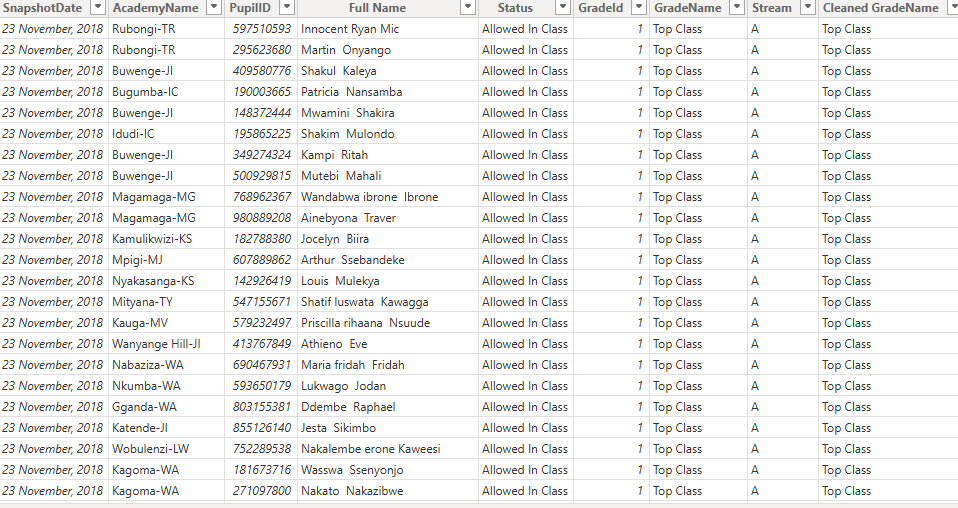 SnapshotDate AcademyName PupilID Full Name Status GradeId GradeName Stream Cleaned GradeName
23 November, 2018 Rubongi-TR 597510593 Innocent Ryan Mic Allowed In Class 1 Top Class A Top Class
23 November, 2018 Rubongi-TR 295623680 Martin Onyango Allowed In Class 1 Top Class A Top Class
23 November, 2018 Buwenge-JI 409580776 Shakul Kaleya Allowed In Class 1 Top Class A Top Class
23 November, 2018 Bugumba-IC 190003665 Patricia Nansamba Allowed In Class 1 Top Class A Top Class
23 November, 2018 Buwenge-JI 148372444 Mwamini Shakira Allowed In Class 1 Top Class A Top Class
23 November, 2018 Idudi-IC 195865225 Shakim Mulondo Allowed In Class 1 Top Class A Top Class
23 November, 2018 Buwenge-JI 349274324 Kampi Ritah Allowed In Class 1 Top Class A Top Class
23 November, 2018 Buwenge-JI 500929815 Mutebi Mahali Allowed In Class 1 Top Class A Top Class
23 November, 2018 Magamaga-MG 768962367 Wandabwa ibrone Ibrone Allowed In Class 1 Top Class A Top Class
23 November, 2018 Magamaga-MG 980889208 Ainebyona Traver Allowed In Class 1 Top Class A Top Class
23 November, 2018 Kamulikwizi-KS 182788380 Jocelyn Biira Allowed In Class 1 Top Class A Top Class
23 November, 2018 Mpigi-MJ 607889862 Arthur Ssebandeke Allowed In Class 1 Top Class A Top Class
23 November, 2018 Nyakasanga-KS 142926419 Louis Mulekya Allowed In Class 1 Top Class A Top Class
23 November, 2018 Mityana-TY 547155671 Shatif luswata Kawagga Allowed In Class 1 Top Class A Top Class
23 November, 2018 Kauga-MV 579232497 Priscilla rihaana Nsuude Allowed In Class 1 Top Class A Top Class
23 November, 2018 Wanyange Hill-JI 413767849 Athieno Eve Allowed In Class 1 Top Class A Top Class
23 November, 2018 Nabaziza-WA 690467931 Maria fridah Fridah Allowed In Class 1 Top Class A Top Class
23 November, 2018 Nkumba-WA 593650179 Lukwago Jodan Allowed In Class 1 Top Class A Top Class
23 November, 2018 Gganda-WA 803155381 Ddembe Raphael Allowed In Class 1 Top Class A Top Class
23 November, 2018 Katende-JI 855126140 Jesta Sikimbo Allowed In Class 1 Top Class A Top Class
23 November, 2018 Wobulenzi-LW 752289538 Nakalembe erone Kaweesi Allowed In Class 1 Top Class A Top Class
23 November, 2018 Kagoma-WA 181673716 Wasswa Ssenyonjo Allowed In Class 1 Top Class A Top Class
23 November, 2018 Kagoma-WA 271097800 Nakato Nakazibwe Allowed In Class 1 Top Class A Top Class